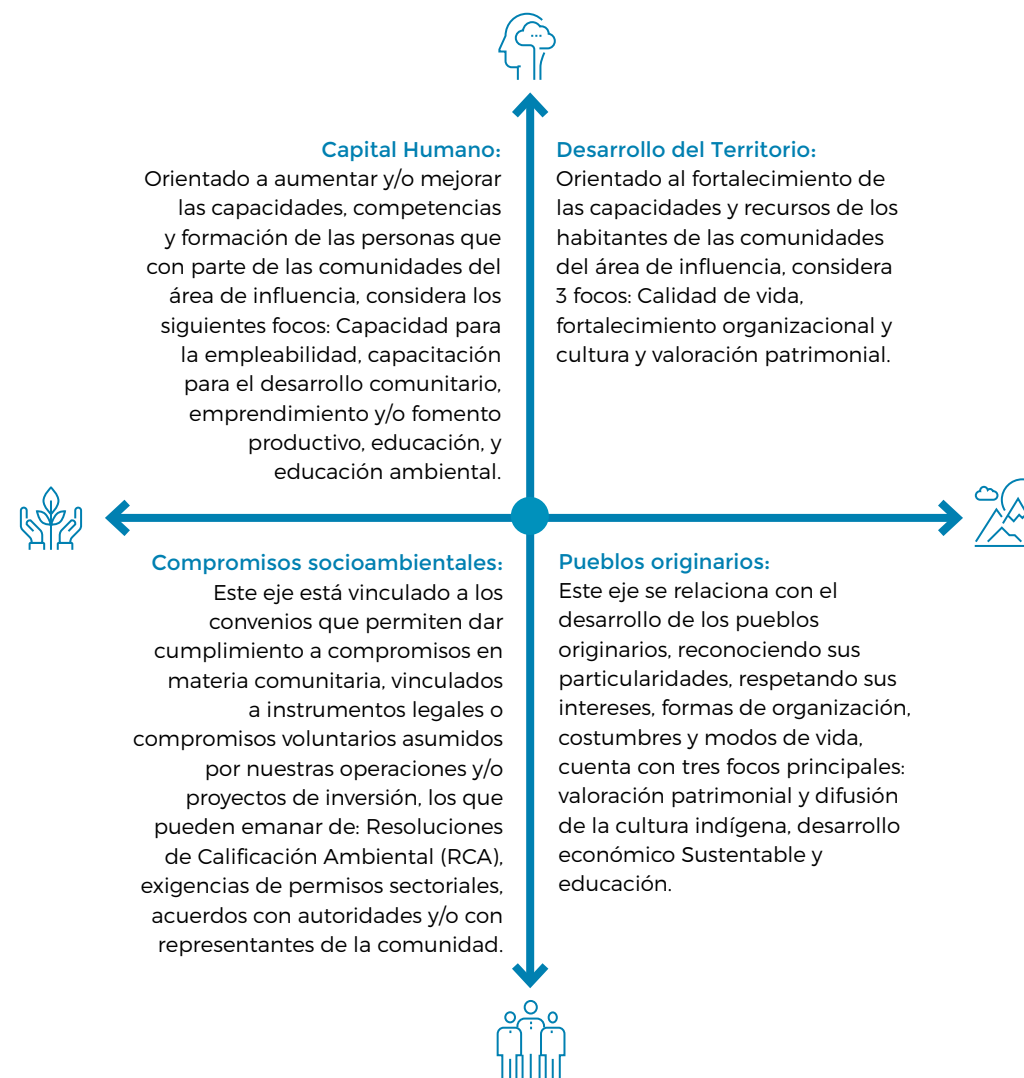 Capital Humano:
Orientado a aumentar y/o mejorar
las capacidades, competencias
y formación de las personas que
con parte de las comunidades del
área de influencia, considera los
siguientes focos: Capacidad para
la empleabilidad, capacitación
para el desarrollo comunitario,
emprendimiento y/o fomento
productivo, educación, y
educación ambiental.
Desarrollo del Territorio:
Orientado al fortalecimiento de
las capacidades y recursos de los
habitantes de las comunidades
del área de influencia, considera
3 focos: Calidad de vida,
fortalecimiento organizacional y
cultura y valoración patrimonial.
Compromisos socioambientales:
Este eje está vinculado a los
convenios que permiten dar
cumplimiento a compromisos en
materia comunitaria, vinculados
a instrumentos legales o
compromisos voluntarios asumidos
por nuestras operaciones y/o
proyectos de inversión, los que
pueden emanar de: Resoluciones
de Calificación Ambiental (RCA),
exigencias de permisos sectoriales,
acuerdos con autoridades y/o con
representantes de la comunidad.
Pueblos originarios:
Este eje se relaciona con el
desarrollo de los pueblos
originarios, reconociendo sus
particularidades, respetando sus
intereses, formas de organización,
costumbres y modos de vida,
cuenta con tres focos principales:
valoración patrimonial y difusión
de la cultura indígena, desarrollo
económico Sustentable y
educación.